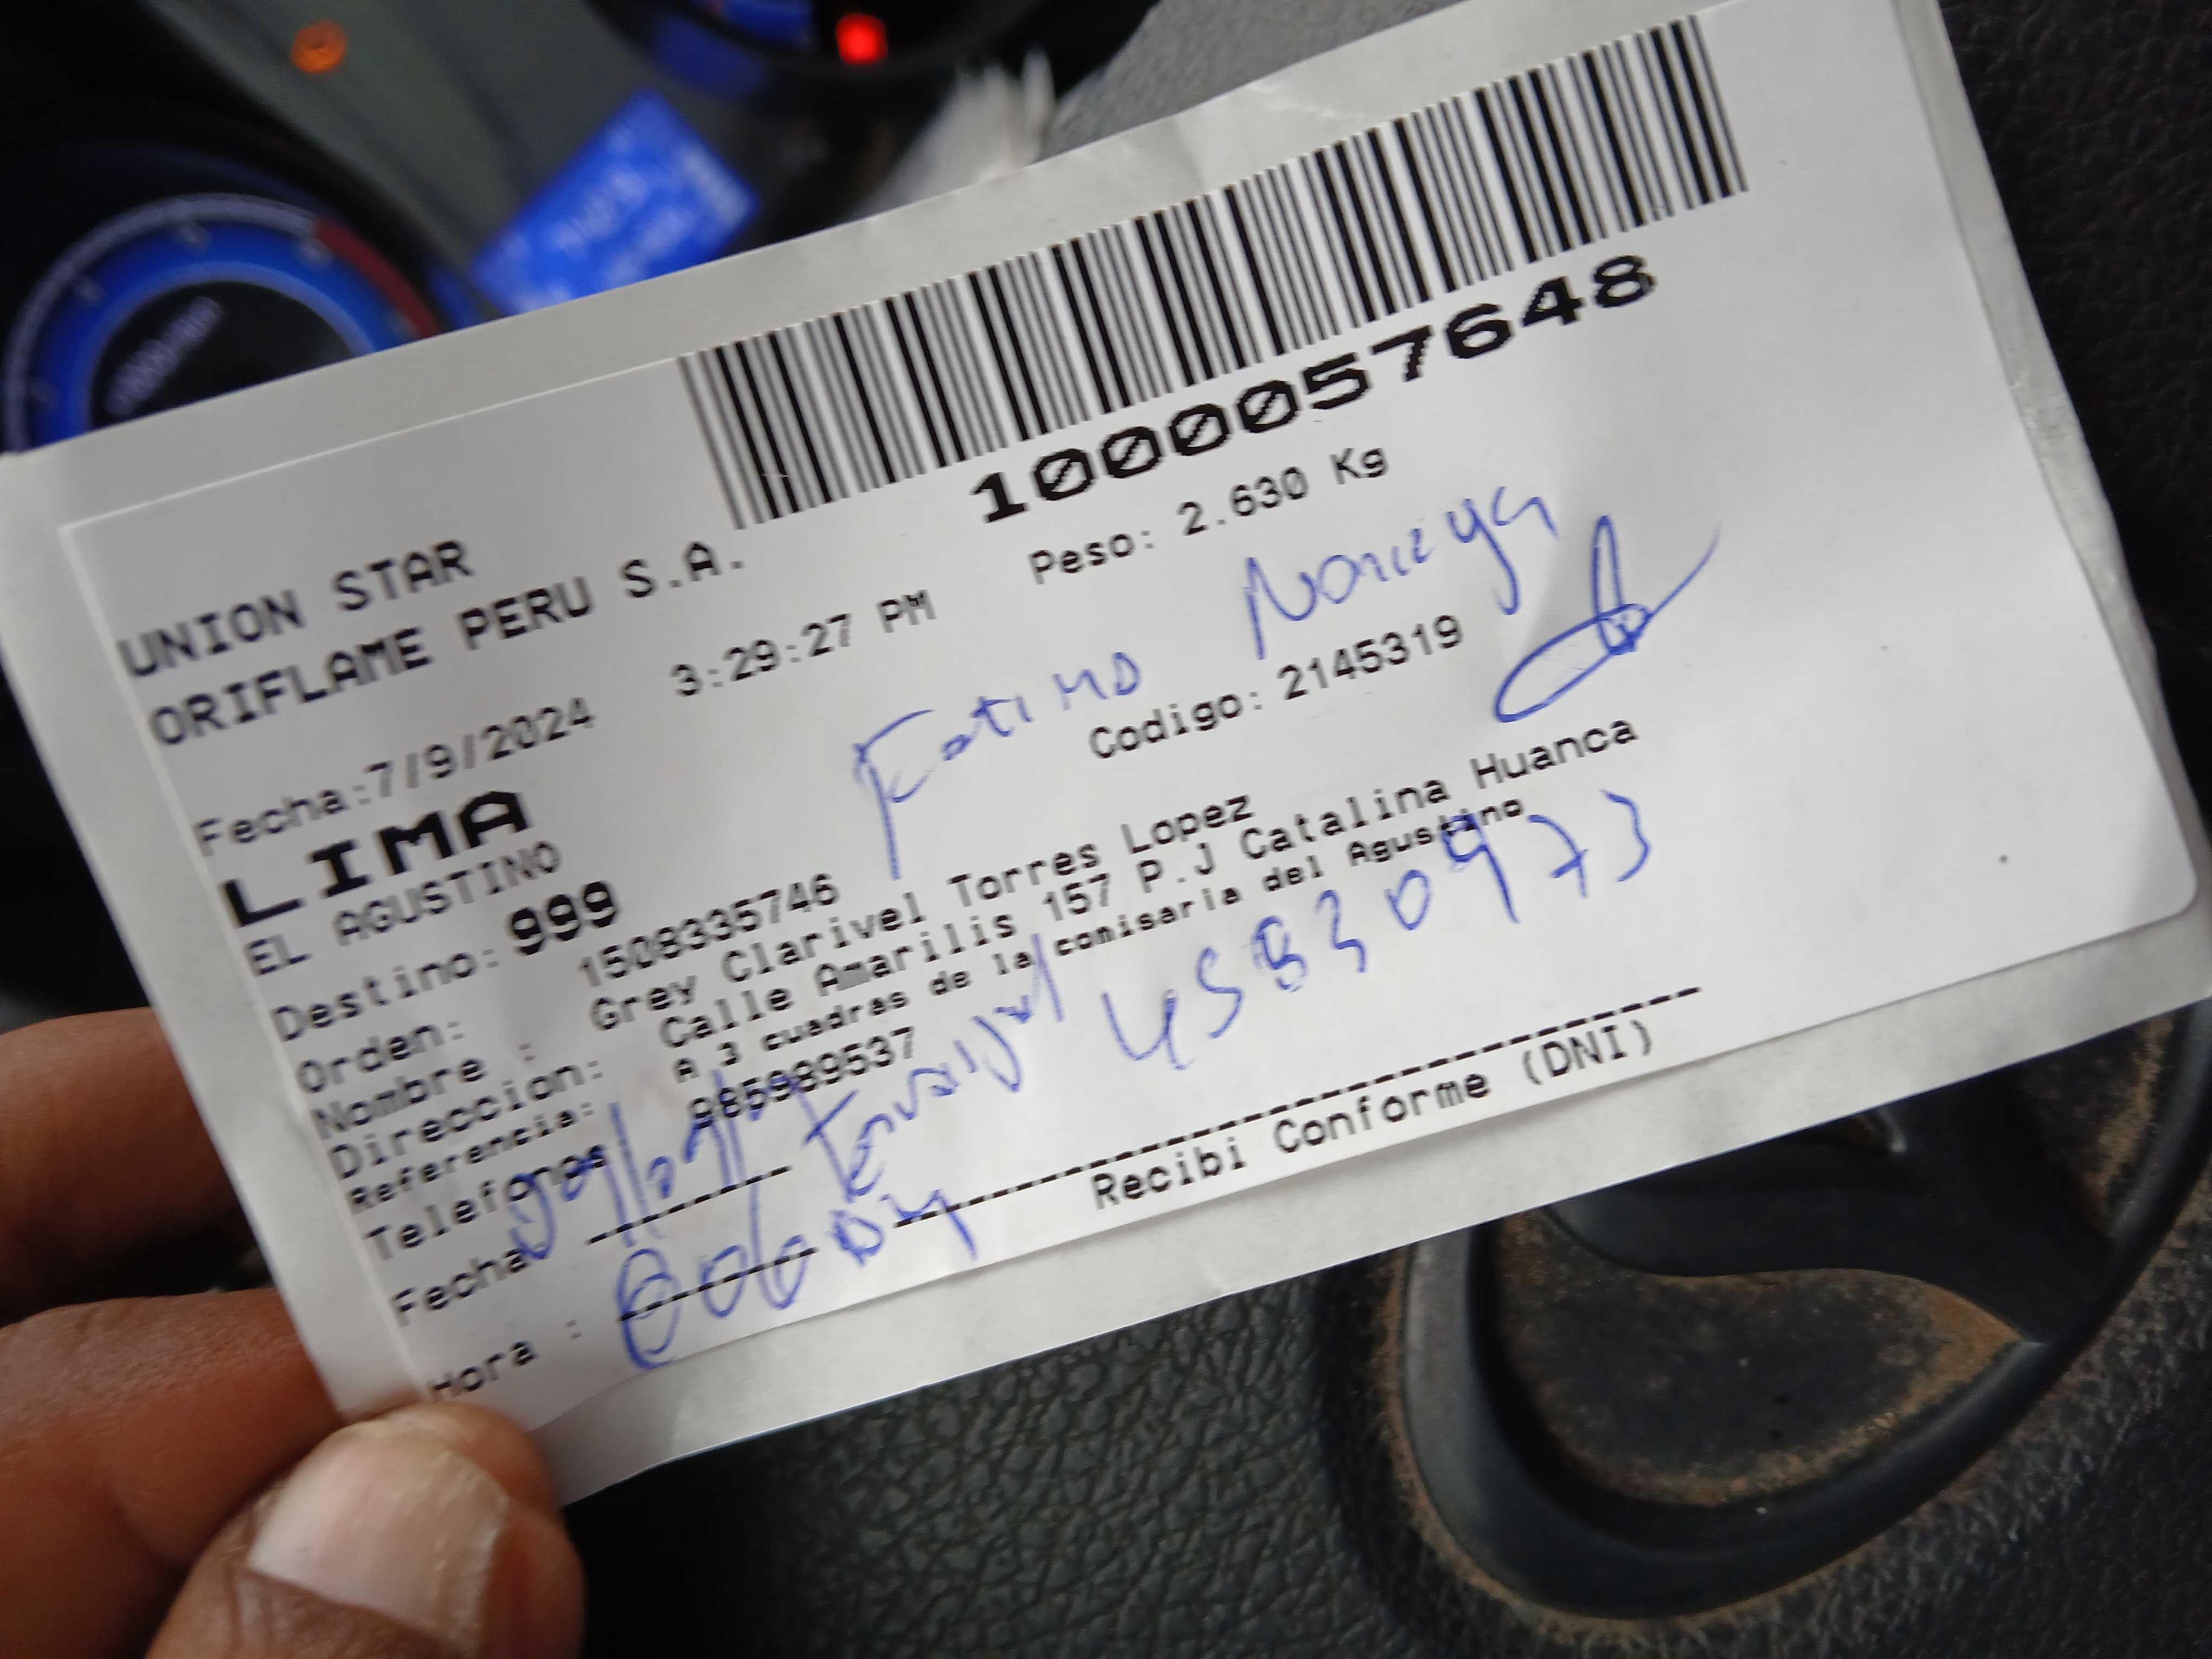 1000057648
UNION STAR
ORIFLAME PERU S.A.
Peso: 2.630 Kg
Fecha:7/9/2024 3:29:27 PM
Fatima Noriega
LIMA
EL AGUSTINO
Codigo: 2145319
Destino: 999
Orden: 1508335746
Nombre : Grey Clarivel Torres Lopez
Direccion: Calle Amarilis 157 P.J Catalina Huanca
Referencia: A 3 cuadras de la comisaria del Agustino
Telefonos 985989537
45830973
Fecha
Hora :
Recibi Conforme (DNI)